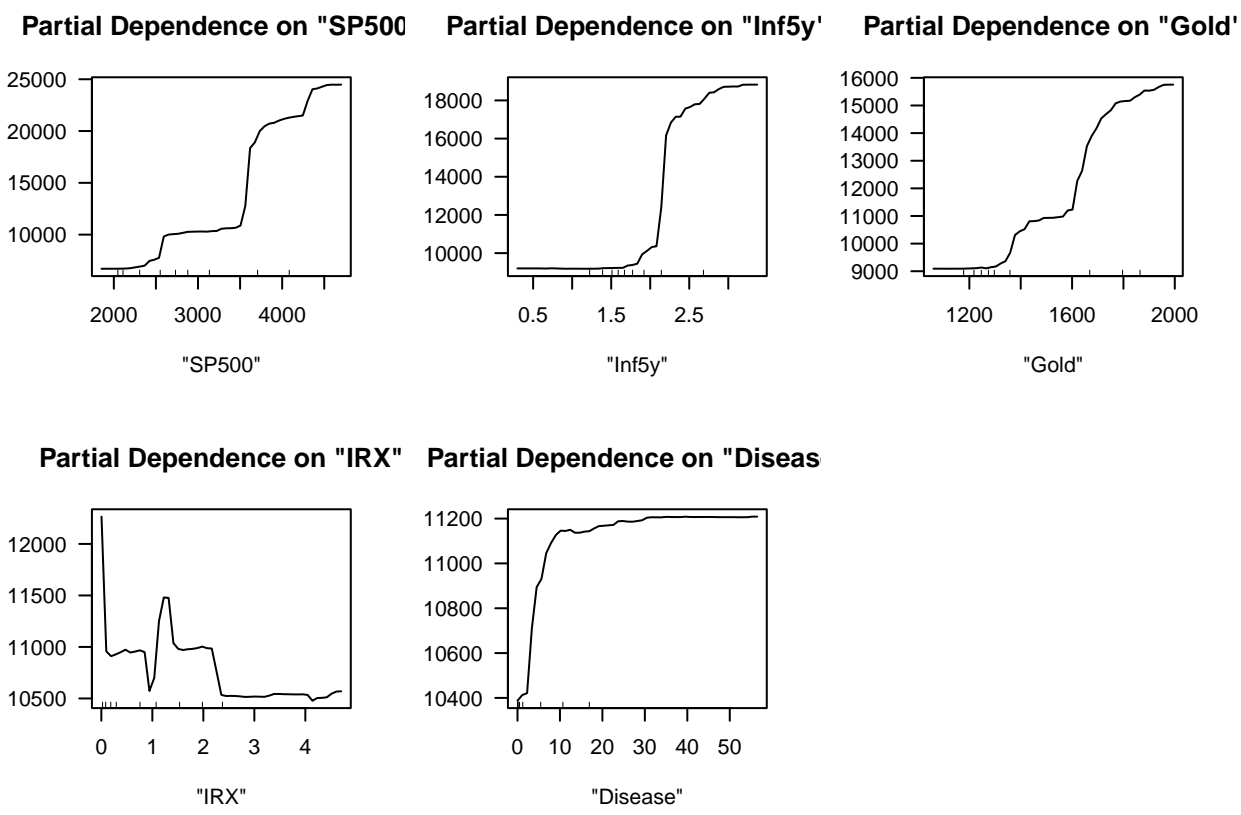 Partial Dependence on "SP500
25000
20000
15000
10000
2000 3000 4000
"SP500"
Partial Dependence on "Inf5y"
18000
16000
14000
12000
10000
0.5 1.5 2.5
"Inf5y"
Partial Dependence on "Gold"
16000
15000
14000
13000
12000
11000
10000
9000
1200 1600 2000
"Gold"
Partial Dependence on "IRX"
12000
11500
11000
10500
0 1 2 3 4
"IRX"
Partial Dependence on "Diseas
11200
11000
10800
10600
10400
0 10 20 30 40 50
"Disease"